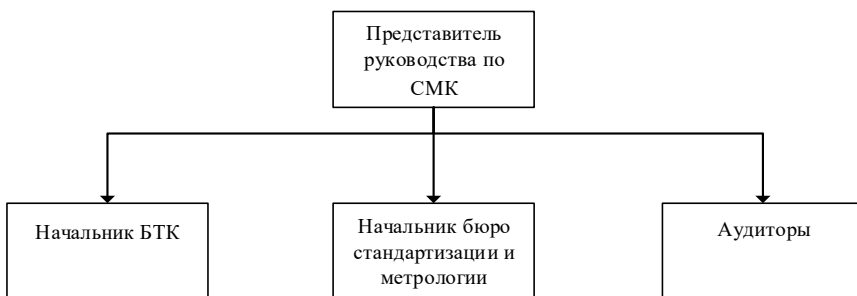 Представитель
руководства по
СМК
Начальник БТК
Начальник бюро
стандартизации и
метрологии
Аудиторы